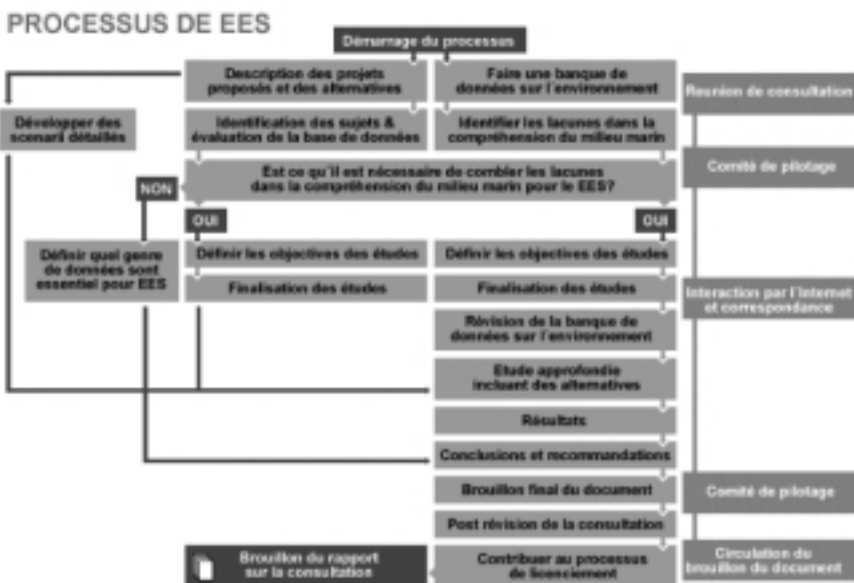 PROCESSUS DE EES
Démarrage du processus
Description des projets
proposés et des alternatives
Faire une banque de
données sur l'environnement
Reunion de consultation
Développer des
scenarii détaillés
Identification des sujets &
évaluation de la base de données
Identifier les lacunes dans la
compréhension du milieu marin
Est ce qu'il est nécessaire de combler les lacunes
dans la compréhension du milieu marin pour le EES?
Comité de pilotage
NON
OUI
OUI
Définir quel genre
de données sont
essentiel pour EES
Définir les objectives des études
Définir les objectives des études
Finalisation des études
Finalisation des études
Interaction par l'Internet
et correspondance
Révision de la banque de
données sur l'environnement
Etude approfondie
incluant des alternatives
Résultats
Conclusions et recommandations
Brouillon final du document
Comité de pilotage
Post révision de la consultation
Brouillon du rapport
sur la consultation
Contribuer au processus
de licenciement
Circulation du
brouillon du document